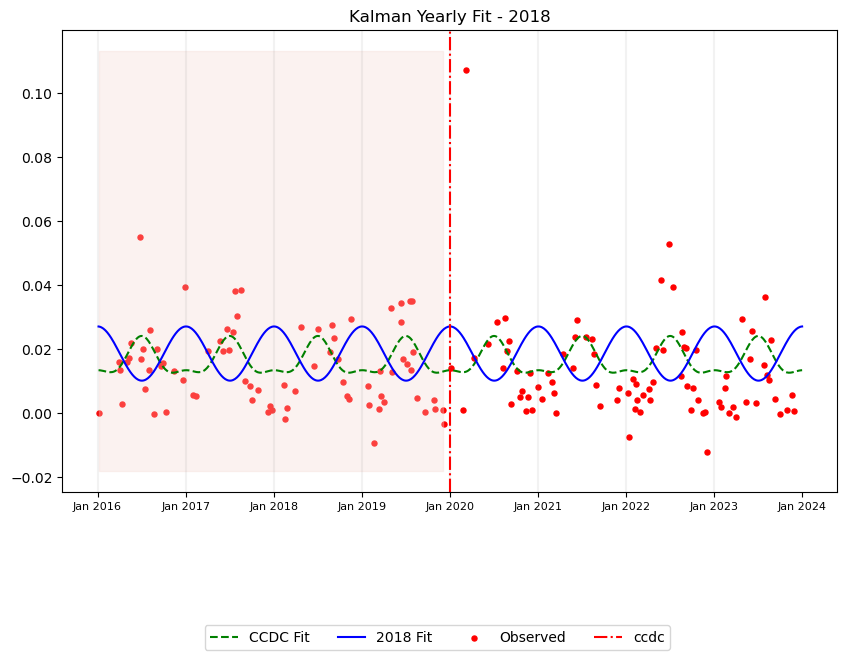 Kalman Yearly Fit - 2018
0.10
0.08
0.06
0.04
0.02
0.00
−0.02
Jan 2016 Jan 2017 Jan 2018 Jan 2019 Jan 2020 Jan 2021 Jan 2022 Jan 2023 Jan 2024
CCDC Fit 2018 Fit Observed ccdc